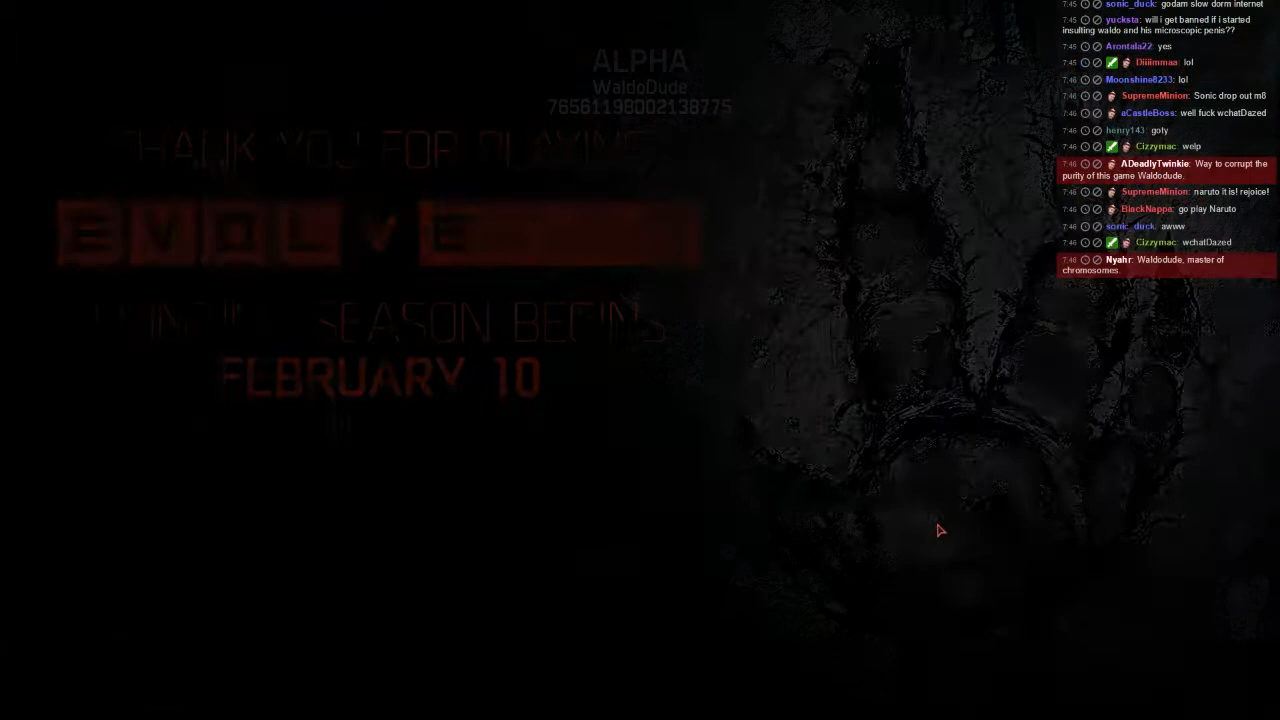 ALPHA
WaldoDude
76561198002138775
THANK YOU FOR PLAYING
EVOLVE
HUNTING SEASON BEGINS
FEBRUARY 10
7:45 sonic_duck: godam slow dorm internet
7:45 yucksta: will i get banned if i started
insulting waldo and his microscopic penis??
7:45 Arontala22: yes
7:45 Diiiimmaa: lol
7:46 Moonshine8233: lol
7:46 SupremeMinion: Sonic drop out m8
7:46 aCastleBoss: well fuck wchatDazed
7:46 henry143: goty
7:46 Cizzymac: welp
7:46 ADeadlyTwinkie: Way to corrupt the
purity of this game Waldodude.
7:46 SupremeMinion: naruto it is! rejoice!
7:46 BlackNappa: go play Naruto
7:46 sonic_duck: awww
7:46 Cizzymac: wchatDazed
7:46 Nyahr: Waldodude, master of
chromosomes.